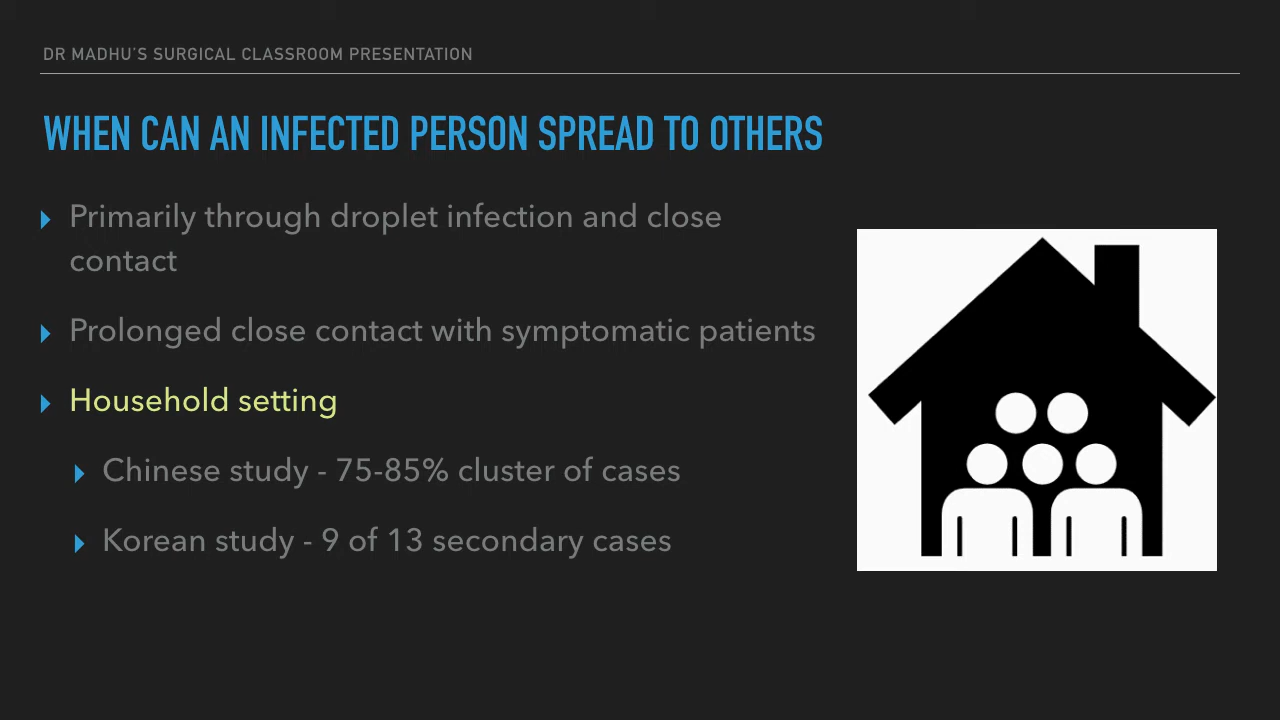 DR MADHU'S SURGICAL CLASSROOM PRESENTATION
WHEN CAN AN INFECTED PERSON SPREAD TO OTHERS
Primarily through droplet infection and close
contact
Prolonged close contact with symptomatic patients
Household setting
Chinese study - 75-85% cluster of cases
Korean study - 9 of 13 secondary cases